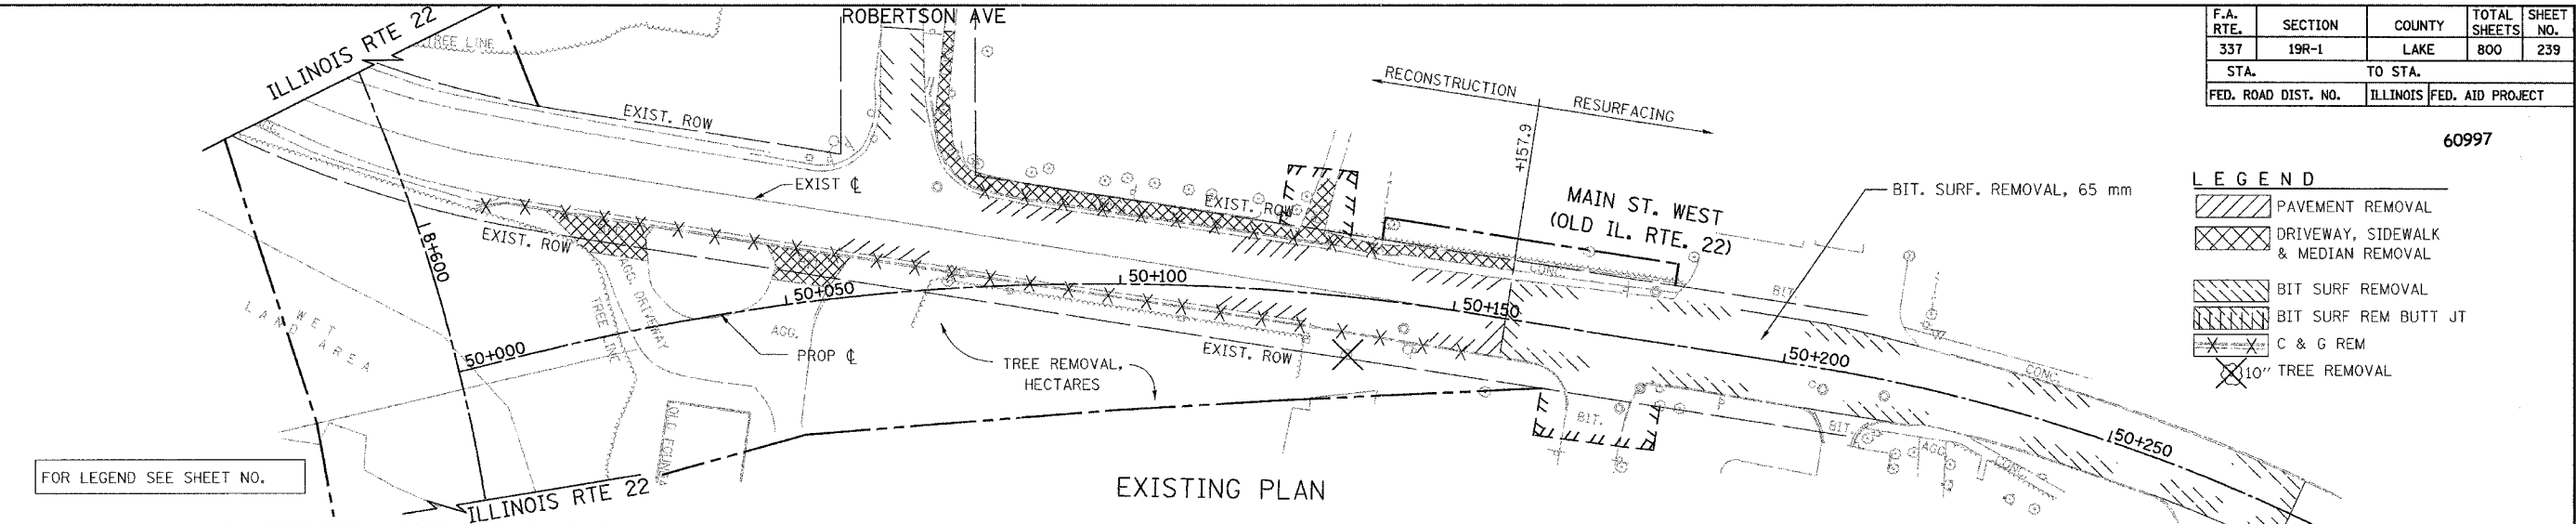 F.A. RTE. SECTION COUNTY TOTAL SHEETS SHEET NO.
337 19R-1 LAKE 800 239
STA. TO STA.
FED. ROAD DIST. NO. ILLINOIS FED. AID PROJECT
60997
ILLINOIS RTE 22
TREE LINE
ROBERTSON AVE
EXIST. ROW
EXIST ℄
AGG.
RECONSTRUCTION
RESURFACING
+157.9
EXIST. ROW
MAIN ST. WEST
(OLD IL. RTE. 22)
BIT. SURF. REMOVAL, 65 mm
LEGEND
PAVEMENT REMOVAL
DRIVEWAY, SIDEWALK
& MEDIAN REMOVAL
BIT SURF REMOVAL
BIT SURF REM BUTT JT
C & G REM
10" TREE REMOVAL
EXIST. ROW
18+600
50+000
50+050
50+100
50+150
50+200
50+250
CONC.
BIT.
CONC.
WET
LAND AREA
TREE LINE
AGG. DRIVEWAY
AGG.
PROP ℄
TREE REMOVAL,
HECTARES
EXIST. ROW
BIT.
BIT.
AGG.
CONC.
FOR LEGEND SEE SHEET NO.
ILLINOIS RTE 22
EXISTING PLAN